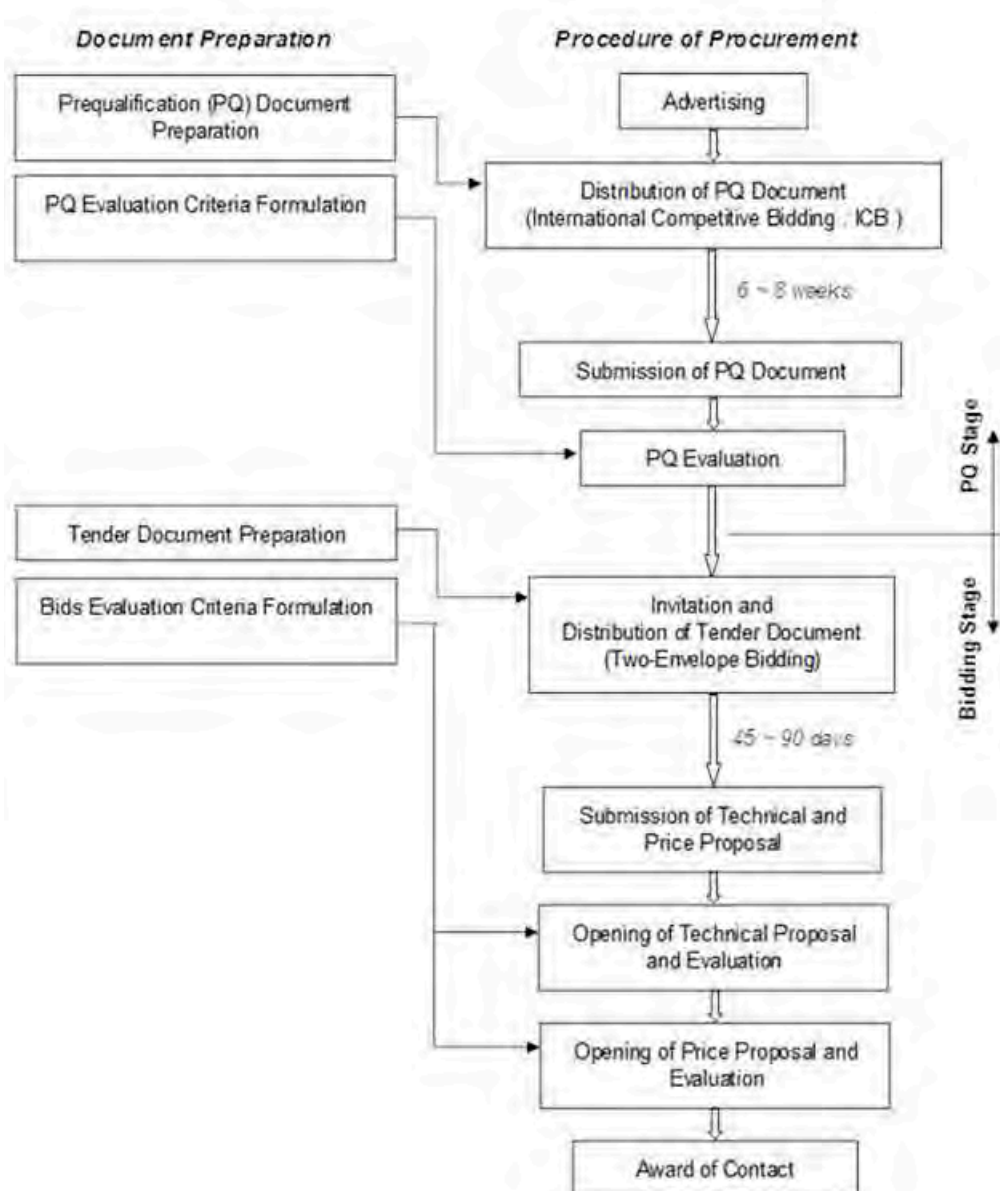 Document Preparation
Procedure of Procurement
Prequalification (PQ) Document
Preparation
PQ Evaluation Criteria Formulation
Tender Document Preparation
Bids Evaluation Criteria Formulation
Advertising
Distribution of PQ Document
(International Competitive Bidding : ICB )
6 ~ 8 weeks
Submission of PQ Document
PQ Evaluation
Invitation and
Distribution of Tender Document
(Two-Envelope Bidding)
45 ~ 90 days
Submission of Technical and
Price Proposal
Opening of Technical Proposal
and Evaluation
Opening of Price Proposal and
Evaluation
Award of Contact
PQ Stage
Bidding Stage